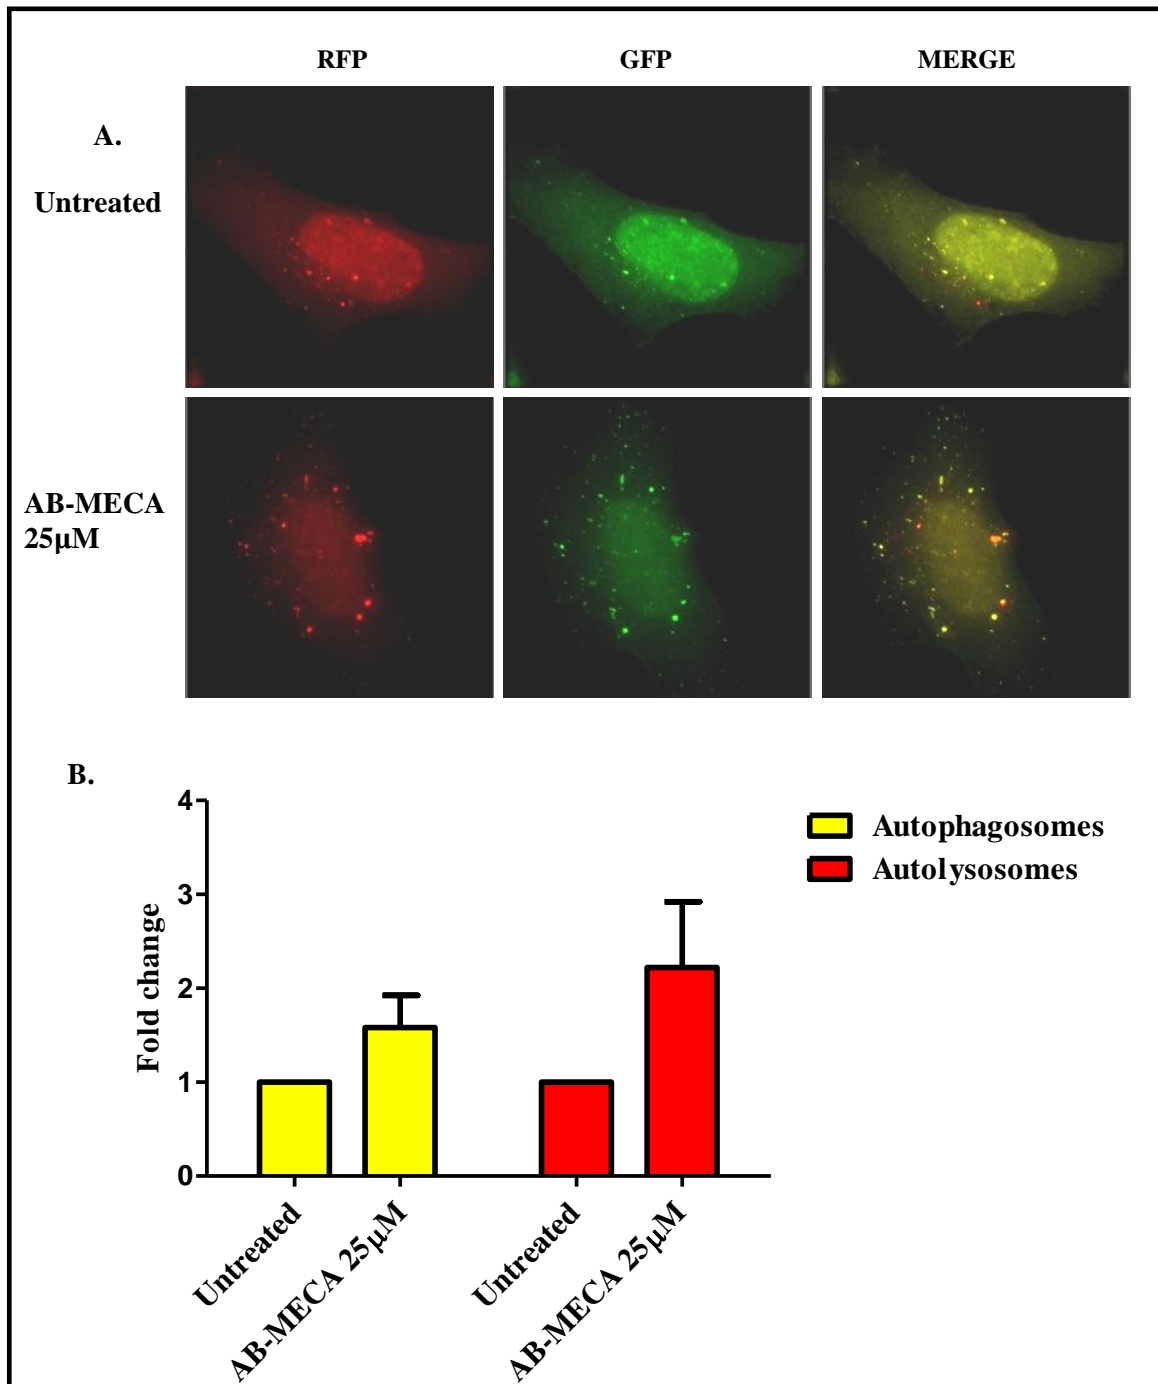 RFP GFP MERGE
A.
Untreated
AB-MECA
25µM
B.
4
3
2
1
0
Fold change
Autophagosomes
Autolysosomes
Untreated
AB-MECA 25µM
Untreated
AB-MECA 25µM